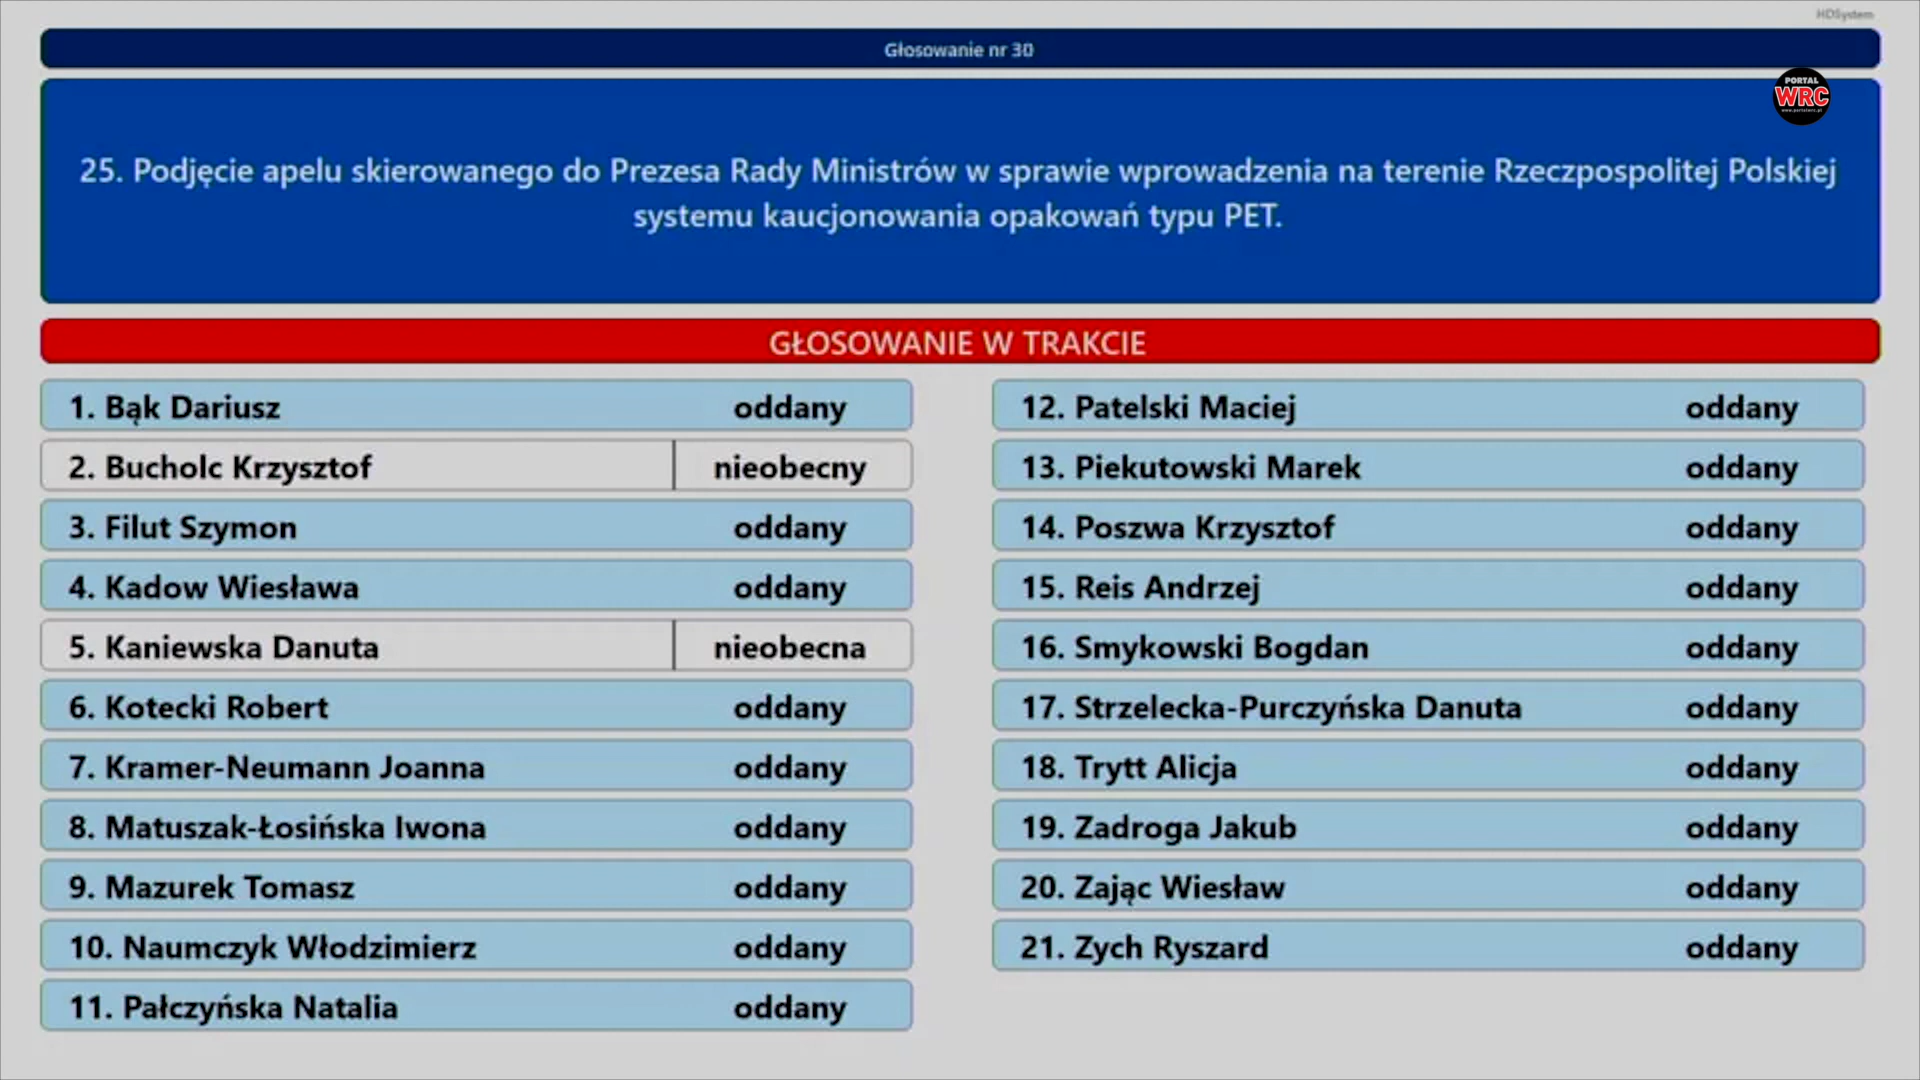 HDSystem
Głosowanie nr 30
PORTAL
WRC
www.portalwrc.pl
25. Podjęcie apelu skierowanego do Prezesa Rady Ministrów w sprawie wprowadzenia na terenie Rzeczpospolitej Polskiej
systemu kaucjonowania opakowań typu PET.
GŁOSOWANIE W TRAKCIE
1. Bąk Dariusz oddany
2. Bucholc Krzysztof nieobecny
3. Filut Szymon oddany
4. Kadow Wiesława oddany
5. Kaniewska Danuta nieobecna
6. Kotecki Robert oddany
7. Kramer-Neumann Joanna oddany
8. Matuszak-Łosińska Iwona oddany
9. Mazurek Tomasz oddany
10. Naumczyk Włodzimierz oddany
11. Pałczyńska Natalia oddany
12. Patelski Maciej oddany
13. Piekutowski Marek oddany
14. Poszwa Krzysztof oddany
15. Reis Andrzej oddany
16. Smykowski Bogdan oddany
17. Strzelecka-Purczyńska Danuta oddany
18. Trytt Alicja oddany
19. Zadroga Jakub oddany
20. Zając Wiesław oddany
21. Zych Ryszard oddany